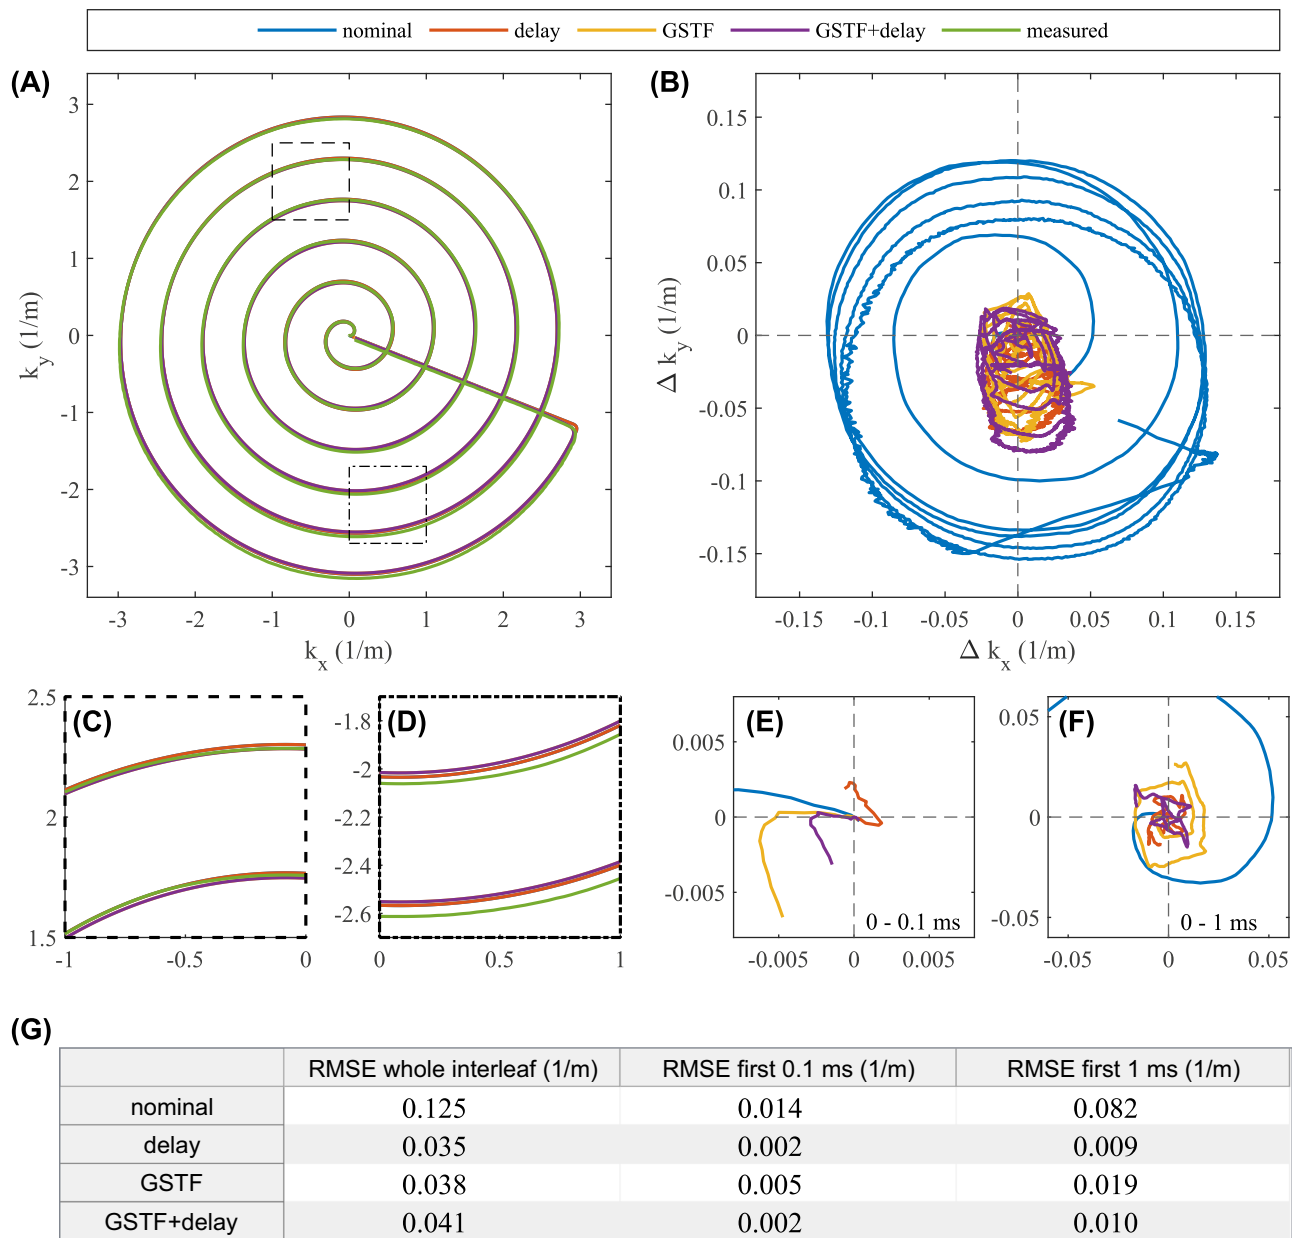 nominal delay GSTF GSTF+delay measured
(A)
3
2
1
0
-1
-2
-3
k_y (1/m)
-3 -2 -1 0 1 2 3
k_x (1/m)
(B)
0.15
0.1
0.05
0
-0.05
-0.1
-0.15
Δ k_y (1/m)
-0.15 -0.1 -0.05 0 0.05 0.1 0.15
Δ k_x (1/m)
(C)
2.5
2
1.5
-1 -0.5 0
(D)
-1.8
-2
-2.2
-2.4
-2.6
0 0.5 1
(E)
0.005
0
-0.005
0 - 0.1 ms
-0.005 0 0.005
(F)
0.05
0
-0.05
0 - 1 ms
-0.05 0 0.05
(G)
RMSE whole interleaf (1/m) RMSE first 0.1 ms (1/m) RMSE first 1 ms (1/m)
nominal 0.125 0.014 0.082
delay 0.035 0.002 0.009
GSTF 0.038 0.005 0.019
GSTF+delay 0.041 0.002 0.010